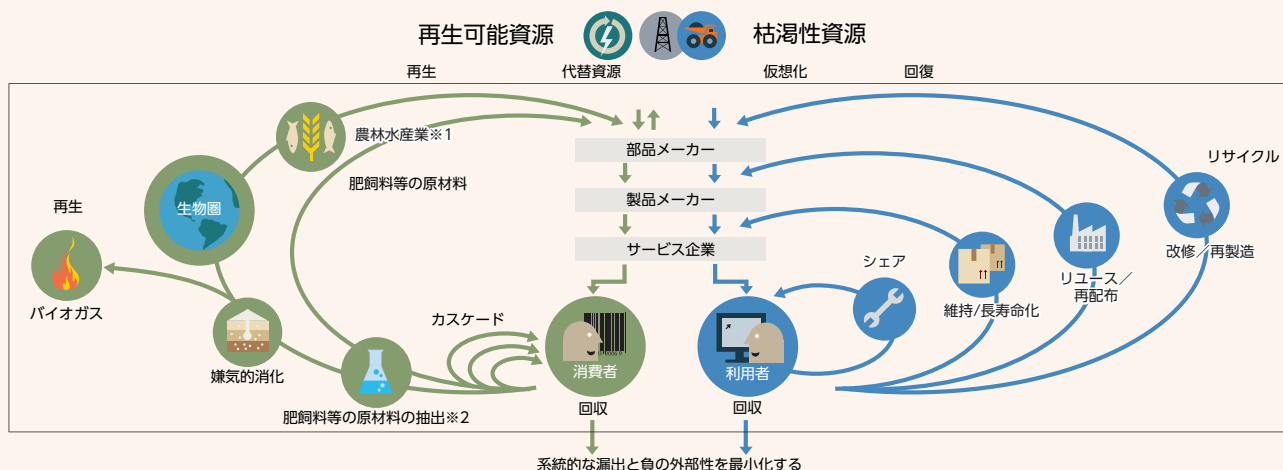 再生可能資源
枯渇性資源
再生
代替資源
仮想化
回復
農林水産業※1
部品メーカー
リサイクル
肥飼料等の原材料
製品メーカー
生物圏
再生
サービス企業
改修／再製造
シェア
リユース／
再配布
維持/長寿命化
バイオガス
カスケード
嫌気的消化
消費者
利用者
肥飼料等の原材料の抽出※2
回収
回収
系統的な漏出と負の外部性を最小化する